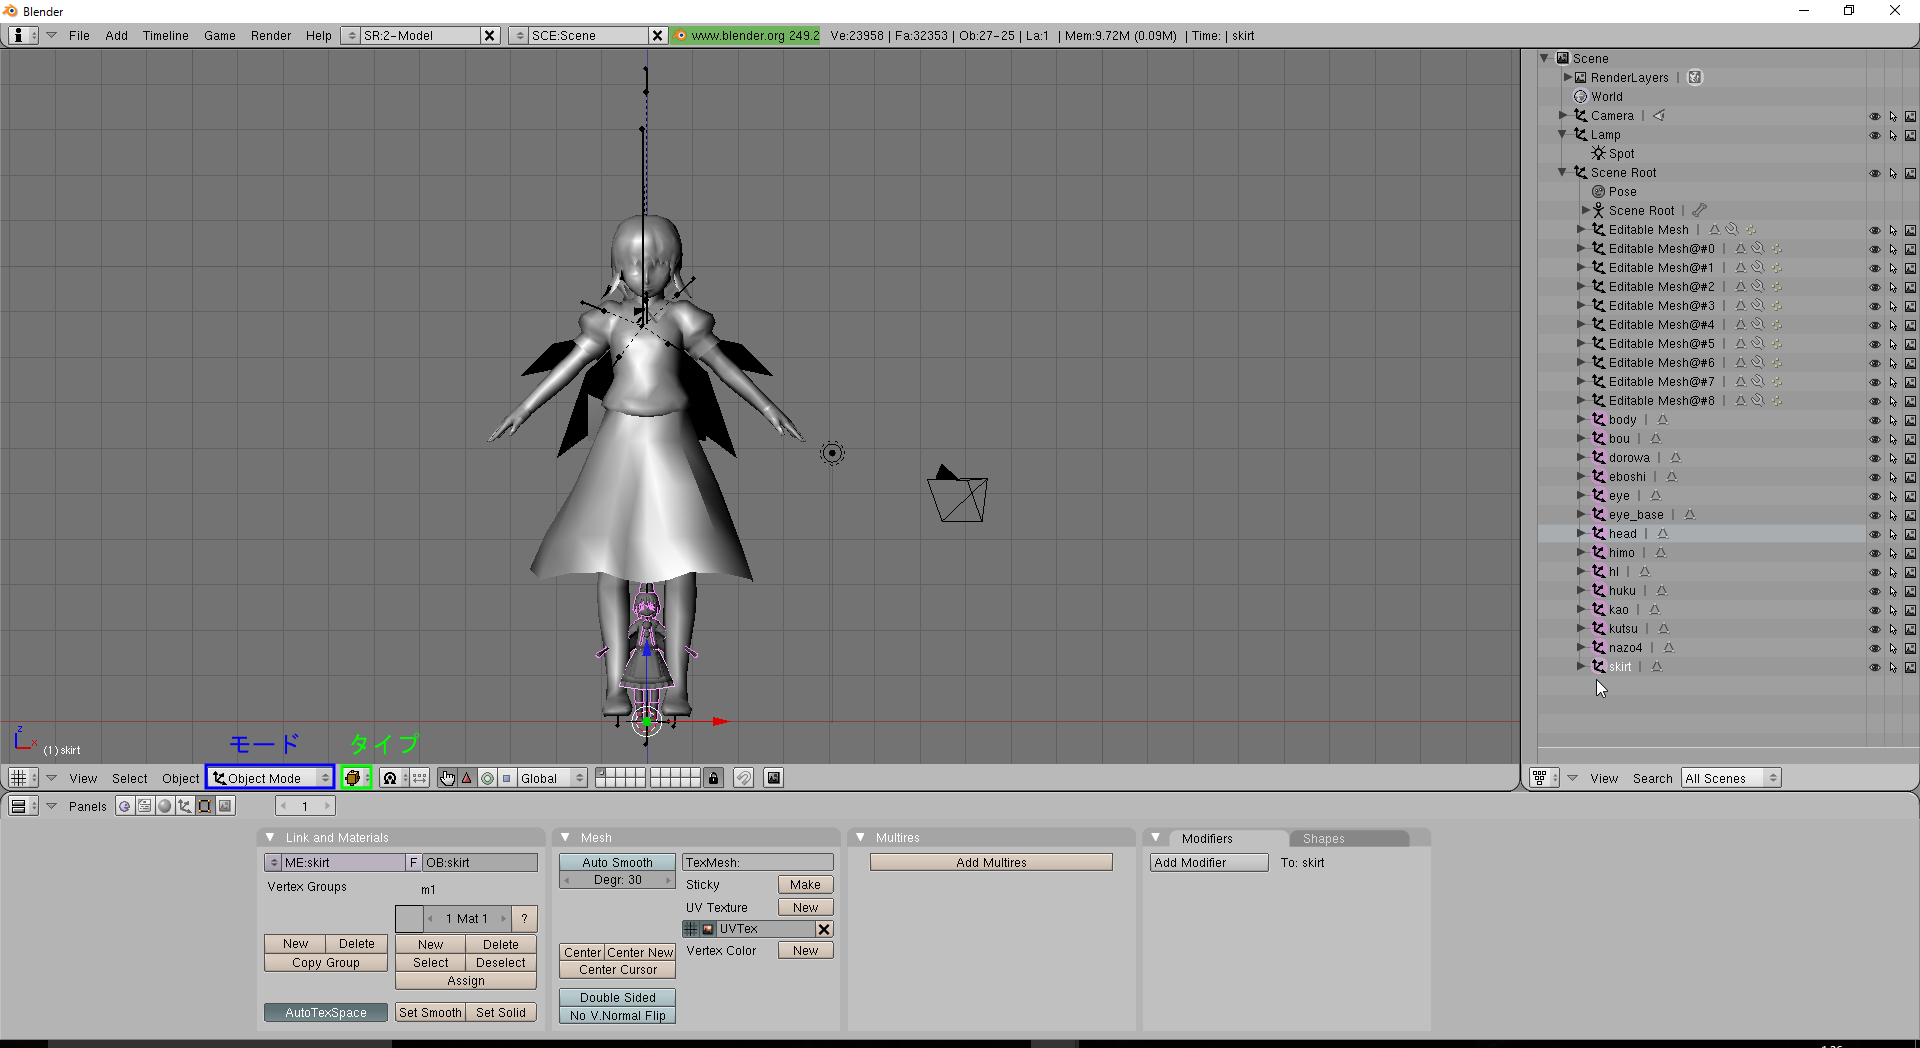 Blender
File Add Timeline Game Render Help SR:2-Model SCE:Scene www.blender.org 249.2 Ve:23958 | Fa:32353 | Ob:27-25 | La:1 | Mem:9.72M (0.09M) | Time: | skirt
Scene
RenderLayers
World
Camera
Lamp
Spot
Scene Root
Pose
Scene Root
Editable Mesh
Editable Mesh@#0
Editable Mesh@#1
Editable Mesh@#2
Editable Mesh@#3
Editable Mesh@#4
Editable Mesh@#5
Editable Mesh@#6
Editable Mesh@#7
Editable Mesh@#8
body
bou
dorowa
eboshi
eye
eye_base
head
himo
hl
huku
kao
kutsu
nazo4
skirt
z
x
(1) skirt
モード タイプ
View Select Object Object Mode Global
View Search All Scenes
Panels 1
Link and Materials
ME:skirt F OB:skirt
Vertex Groups m1
1 Mat 1 ?
New Delete New Delete
Copy Group Select Deselect
Assign
AutoTexSpace Set Smooth Set Solid
Mesh
Auto Smooth TexMesh:
Degr: 30 Sticky Make
UV Texture New
UVTex
Center Center New Vertex Color New
Center Cursor
Double Sided
No V.Normal Flip
Multires
Add Multires
Modifiers Shapes
Add Modifier To: skirt